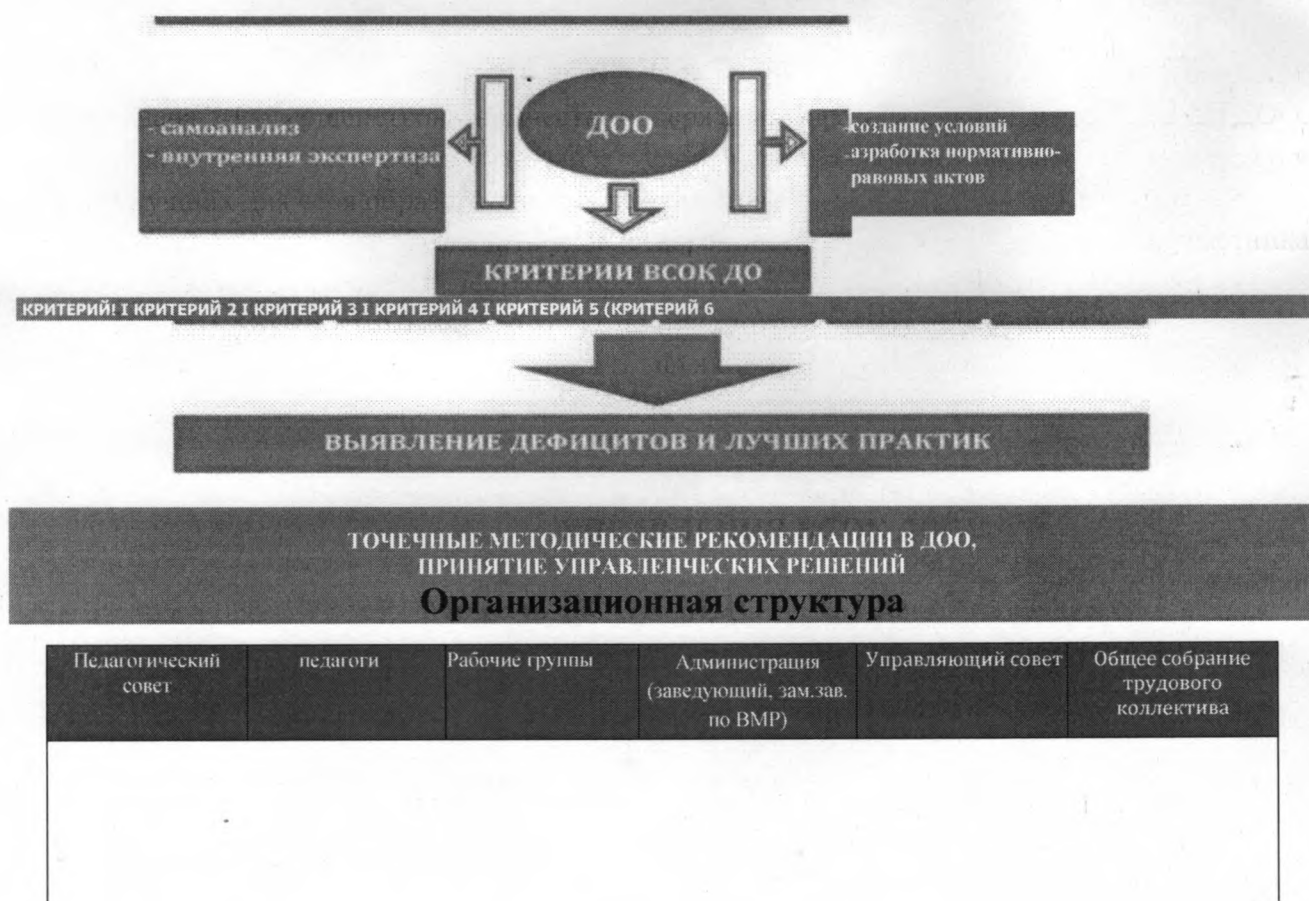 ДОО
- самоанализ
- внутренняя экспертиза
-создание условий
.азработка нормативно-
равовых актов
КРИТЕРИИ ВСОК ДО
КРИТЕРИЙ! I КРИТЕРИЙ 2 I КРИТЕРИЙ 3 I КРИТЕРИЙ 4 I КРИТЕРИЙ 5 (КРИТЕРИЙ 6
ВЫЯВЛЕНИЕ ДЕФИЦИТОВ И ЛУЧШИХ ПРАКТИК
ТОЧЕЧНЫЕ МЕТОДИЧЕСКИЕ РЕКОМЕНДАЦИИ В ДОО,
ПРИНЯТИЕ УПРАВЛЕНЧЕСКИХ РЕШЕНИЙ
Организационная структура
Педагогический
совет
педагоги
Рабочие группы
Администрация
(заведующий, зам.зав.
по ВМР)
Управляющий совет
Общее собрание
трудового
коллектива